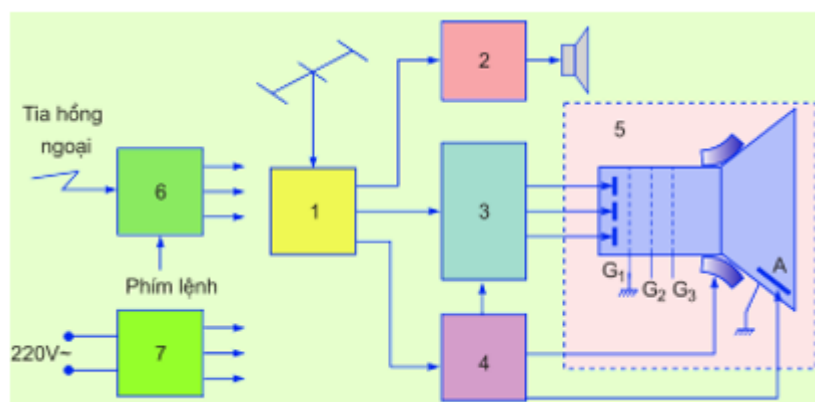 2
5
Tia hồng
ngoại
6
1
3
Phím lệnh
G1
G2
G3
A
7
220V~
4